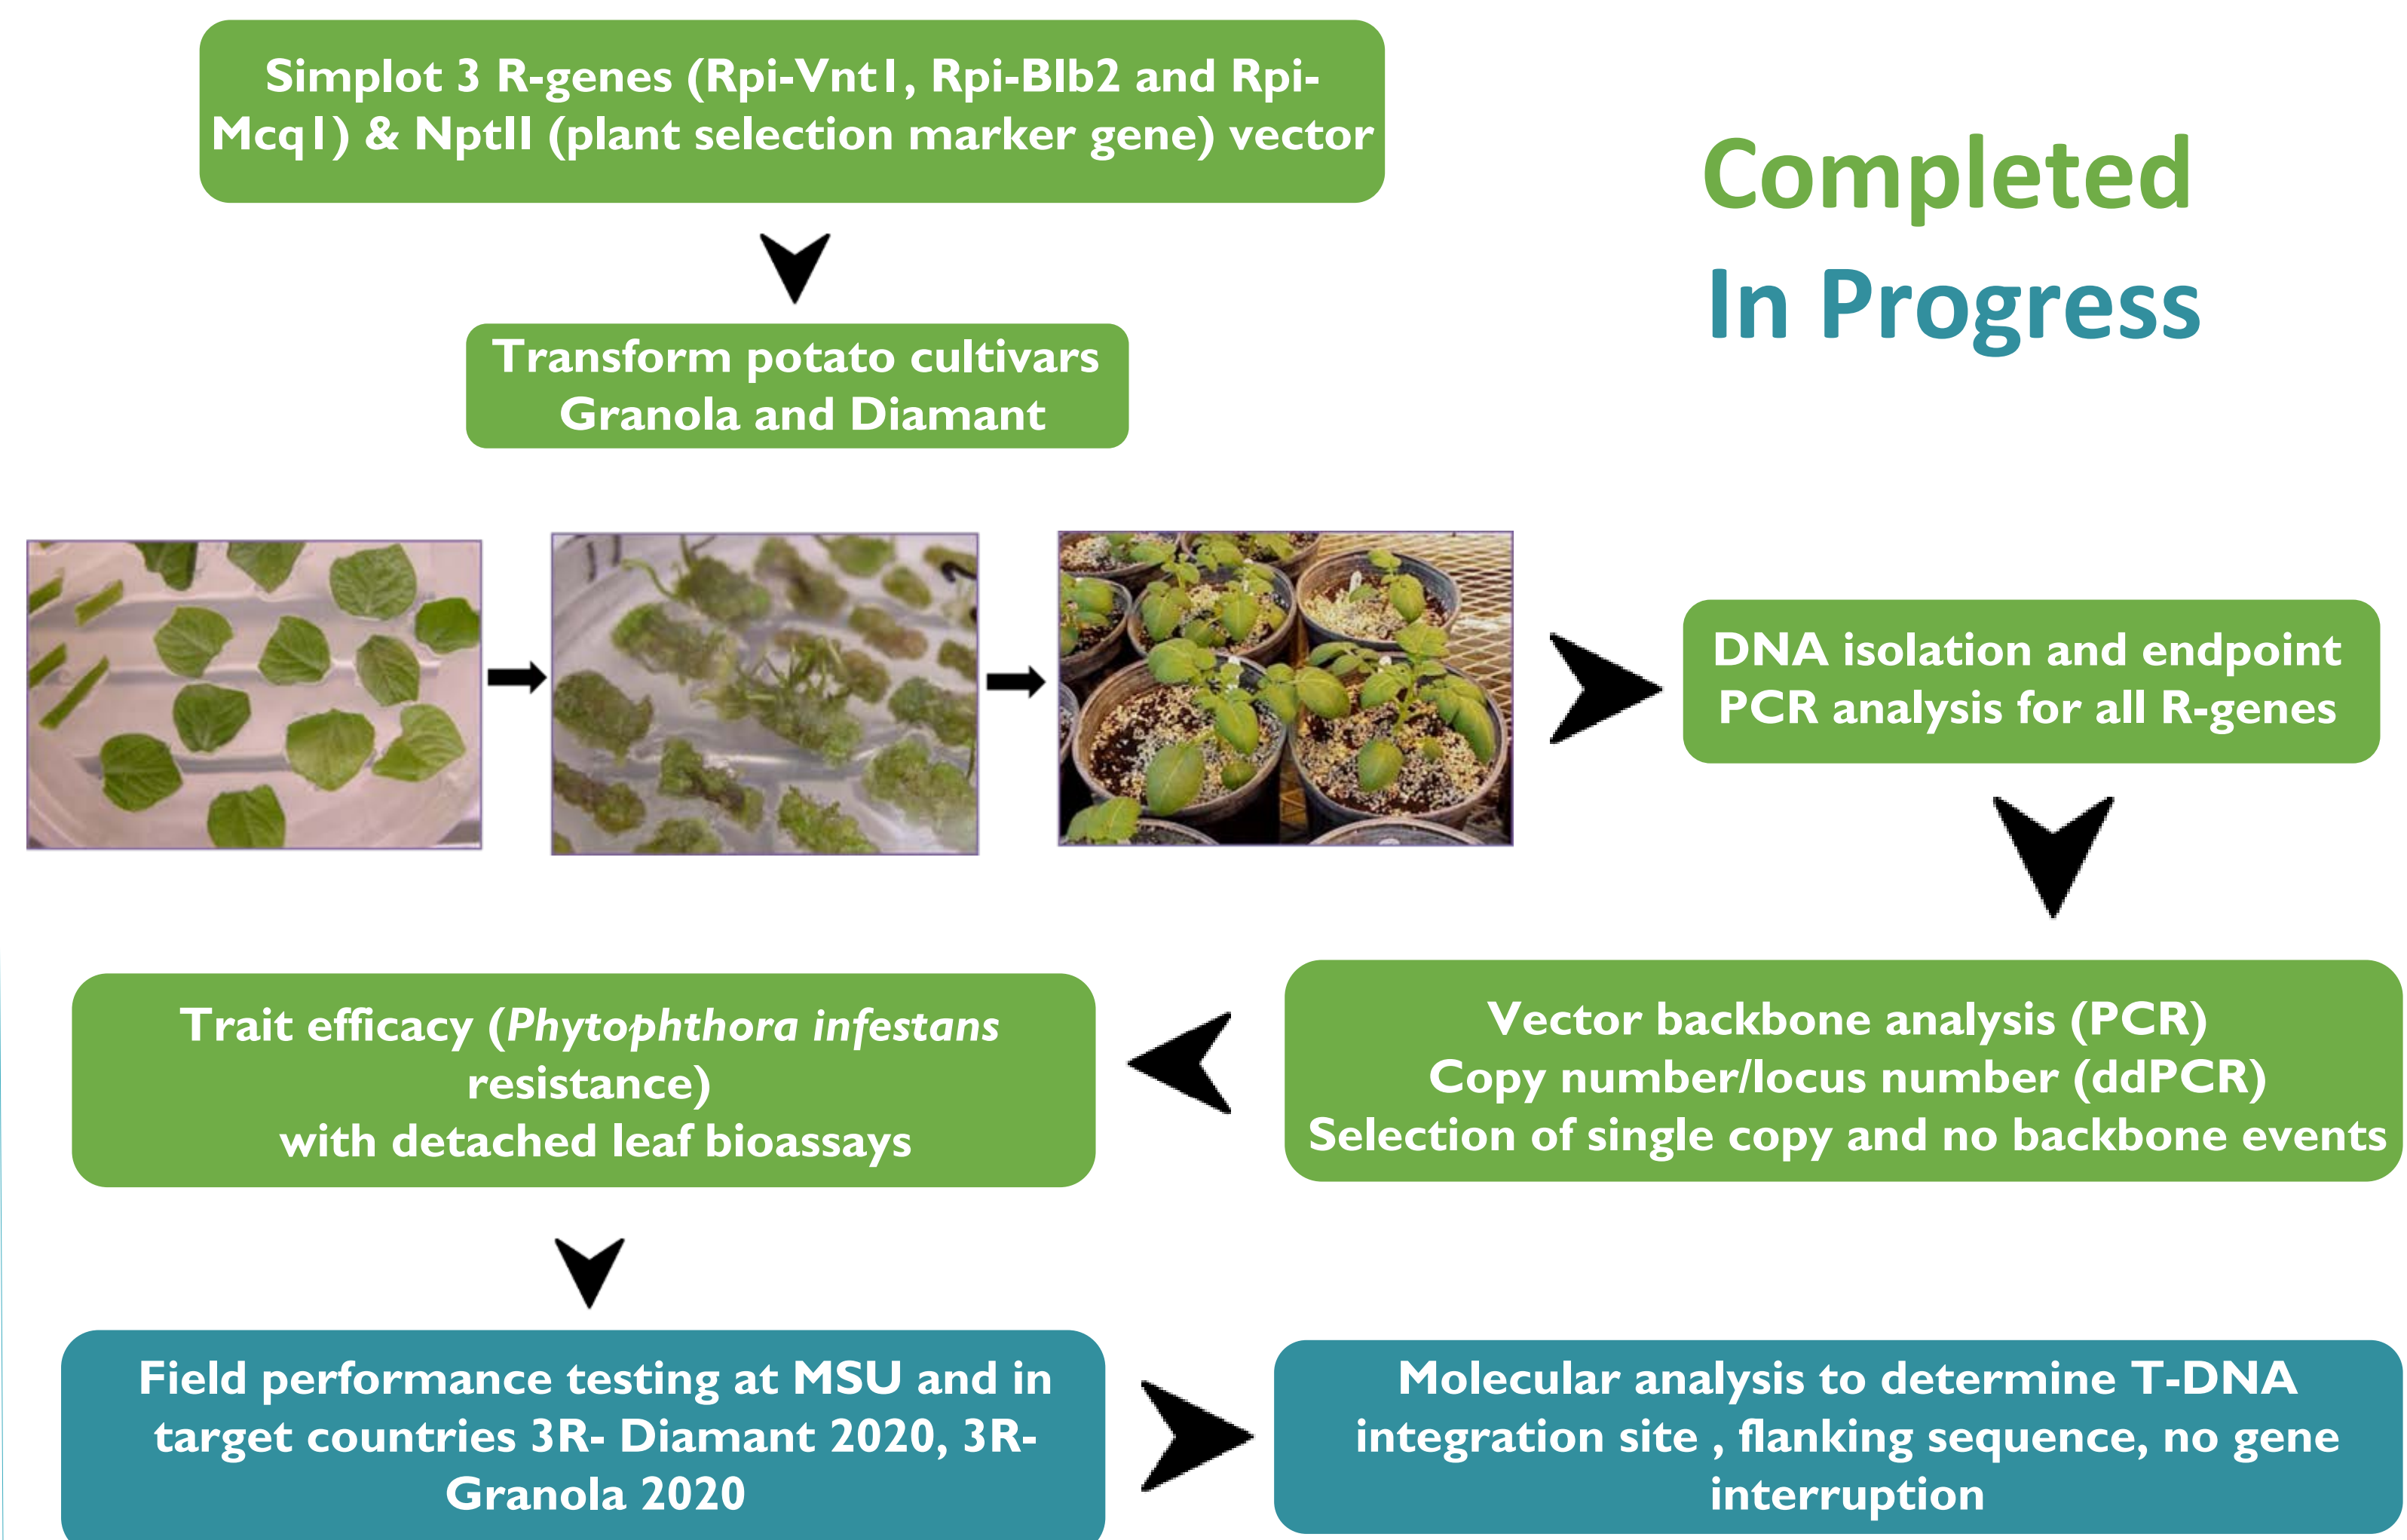 Simplot 3 R-genes (Rpi-Vnt1, Rpi-Blb2 and Rpi-
Mcq1) & NptII (plant selection marker gene) vector
Completed
In Progress
Transform potato cultivars
Granola and Diamant
DNA isolation and endpoint
PCR analysis for all R-genes
Vector backbone analysis (PCR)
Copy number/locus number (ddPCR)
Selection of single copy and no backbone events
Trait efficacy (Phytophthora infestans
resistance)
with detached leaf bioassays
Field performance testing at MSU and in
target countries 3R- Diamant 2020, 3R-
Granola 2020
Molecular analysis to determine T-DNA
integration site , flanking sequence, no gene
interruption